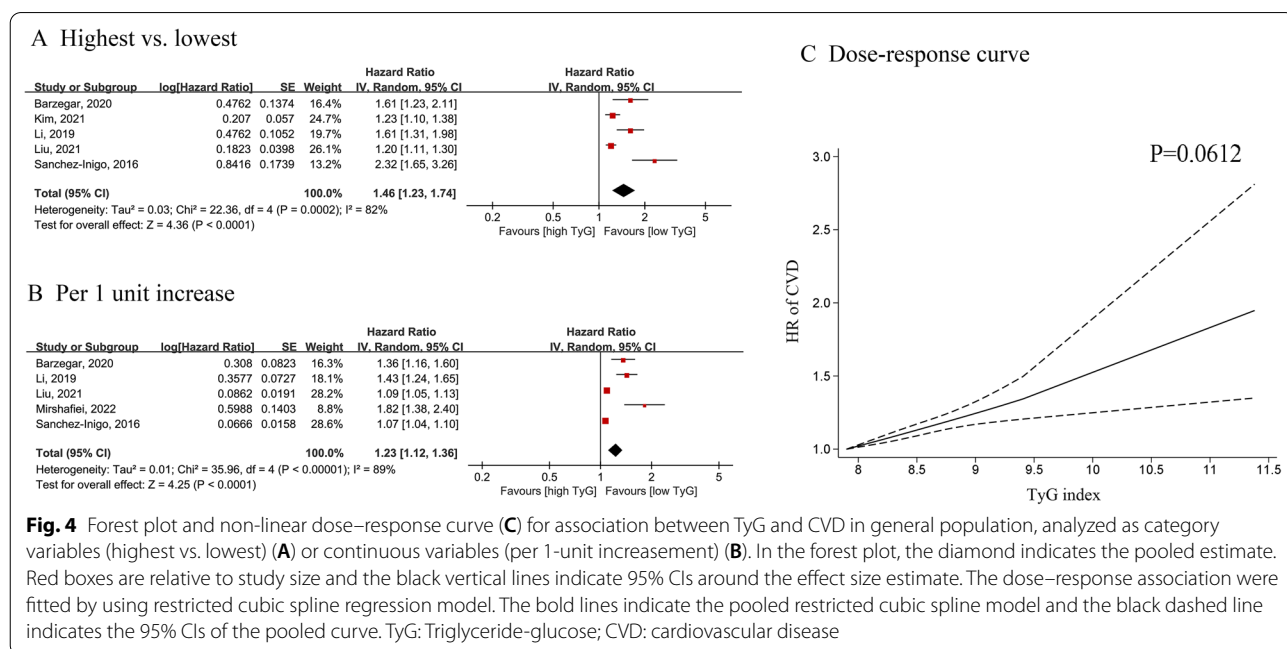 A Highest vs. lowest
Hazard Ratio Hazard Ratio
Study or Subgroup log[Hazard Ratio] SE Weight IV, Random, 95% CI IV, Random, 95% CI
Barzegar, 2020 0.4762 0.1374 16.4% 1.61 [1.23, 2.11]
Kim, 2021 0.207 0.057 24.7% 1.23 [1.10, 1.38]
Li, 2019 0.4762 0.1052 19.7% 1.61 [1.31, 1.98]
Liu, 2021 0.1823 0.0398 26.1% 1.20 [1.11, 1.30]
Sanchez-Inigo, 2016 0.8416 0.1739 13.2% 2.32 [1.65, 3.26]
Total (95% CI) 100.0% 1.46 [1.23, 1.74]
Heterogeneity: Tau² = 0.03; Chi² = 22.36, df = 4 (P = 0.0002); I² = 82%
Test for overall effect: Z = 4.36 (P < 0.0001)
0.2 0.5 1 2 5
Favours [high TyG] Favours [low TyG]
B Per 1 unit increase
Hazard Ratio Hazard Ratio
Study or Subgroup log[Hazard Ratio] SE Weight IV, Random, 95% CI IV, Random, 95% CI
Barzegar, 2020 0.308 0.0823 16.3% 1.36 [1.16, 1.60]
Li, 2019 0.3577 0.0727 18.1% 1.43 [1.24, 1.65]
Liu, 2021 0.0862 0.0191 28.2% 1.09 [1.05, 1.13]
Mirshafiei, 2022 0.5988 0.1403 8.8% 1.82 [1.38, 2.40]
Sanchez-Inigo, 2016 0.0666 0.0158 28.6% 1.07 [1.04, 1.10]
Total (95% CI) 100.0% 1.23 [1.12, 1.36]
Heterogeneity: Tau² = 0.01; Chi² = 35.96, df = 4 (P < 0.00001); I² = 89%
Test for overall effect: Z = 4.25 (P < 0.0001)
0.2 0.5 1 2 5
Favours [high TyG] Favours [low TyG]
C Dose-response curve
P=0.0612
3.0
2.5
2.0
1.5
1.0
HR of CVD
8 8.5 9 9.5 10 10.5 11 11.5
TyG index
Fig. 4 Forest plot and non-linear dose–response curve (C) for association between TyG and CVD in general population, analyzed as category
variables (highest vs. lowest) (A) or continuous variables (per 1-unit increasement) (B). In the forest plot, the diamond indicates the pooled estimate.
Red boxes are relative to study size and the black vertical lines indicate 95% CIs around the effect size estimate. The dose–response association were
fitted by using restricted cubic spline regression model. The bold lines indicate the pooled restricted cubic spline model and the black dashed line
indicates the 95% CIs of the pooled curve. TyG: Triglyceride-glucose; CVD: cardiovascular disease